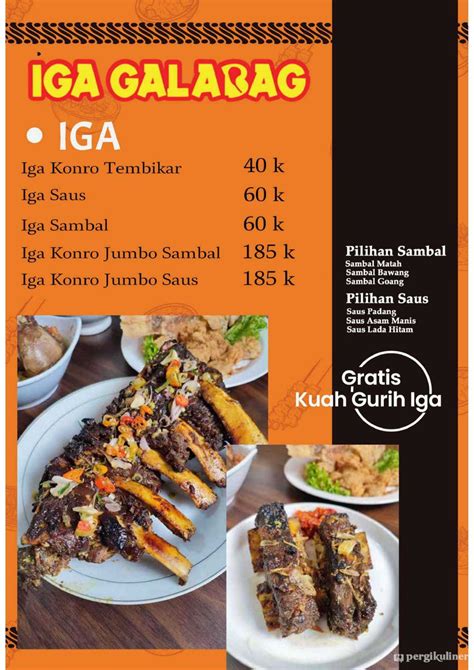 IGA GALABAG
• IGA
Iga Konro Tembikar 40 k
Iga Saus 60 k
Iga Sambal 60 k
Iga Konro Jumbo Sambal 185 k
Iga Konro Jumbo Saus 185 k
Pilihan Sambal
Sambal Matah
Sambal Bawang
Sambal Goang
Pilihan Saus
Saus Padang
Saus Asam Manis
Saus Lada Hitam
Gratis
Kuah Gurih Iga
pergikuliner